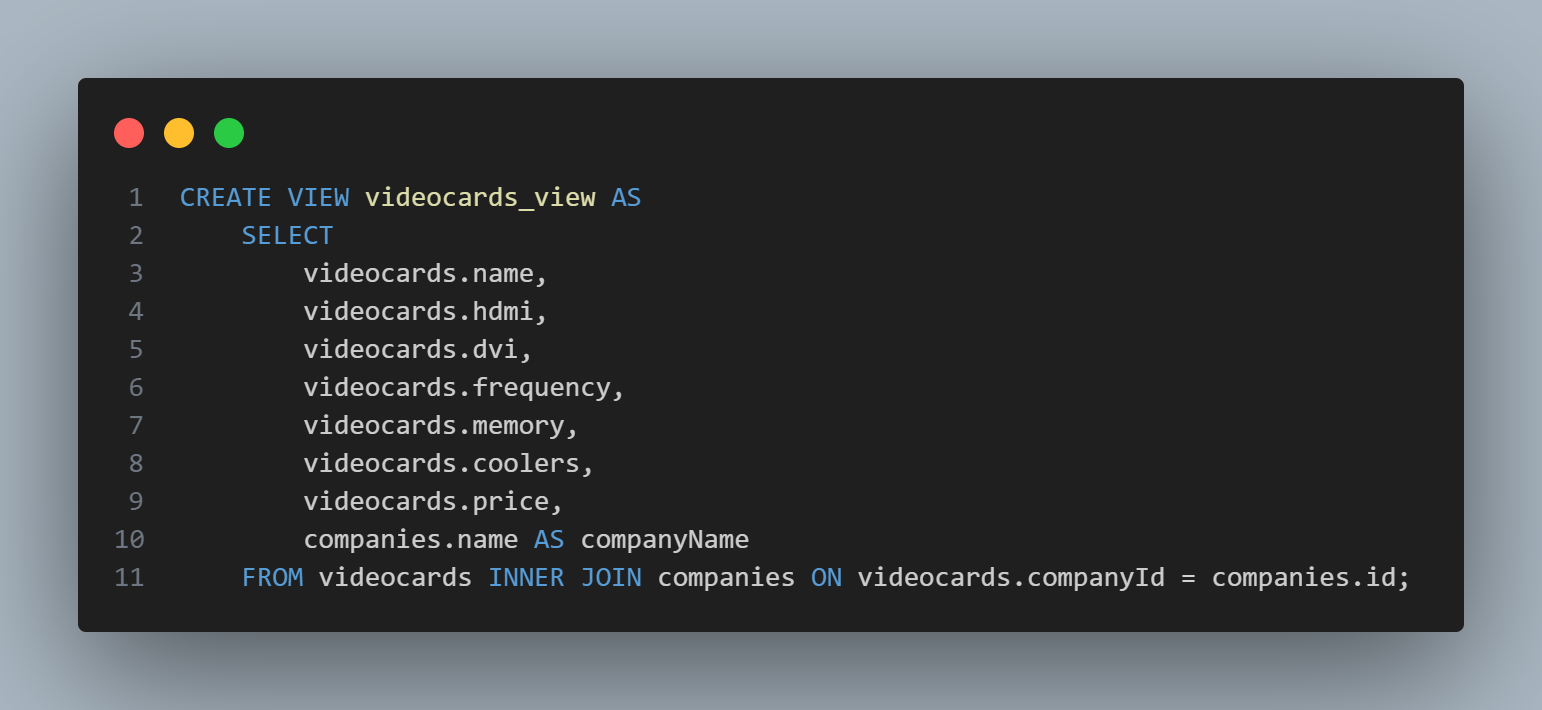 1 CREATE VIEW videocards_view AS
2 SELECT
3 videocards.name,
4 videocards.hdmi,
5 videocards.dvi,
6 videocards.frequency,
7 videocards.memory,
8 videocards.coolers,
9 videocards.price,
10 companies.name AS companyName
11 FROM videocards INNER JOIN companies ON videocards.companyId = companies.id;